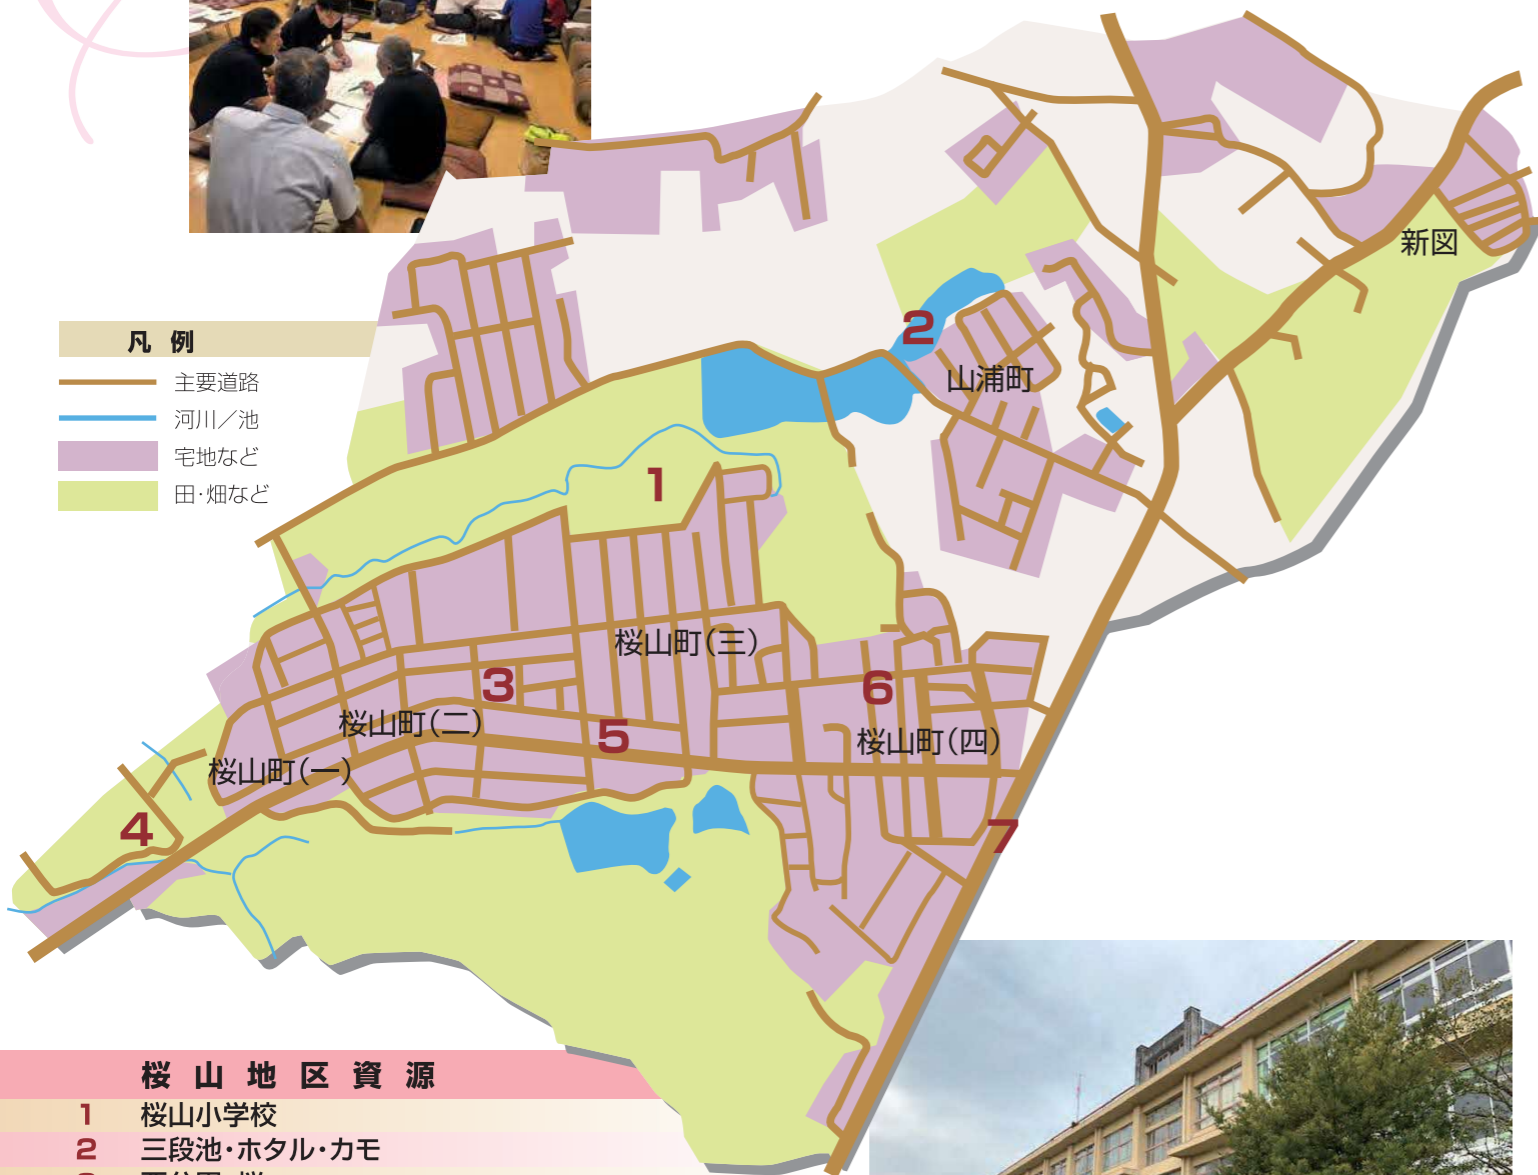 凡例
主要道路
河川／池
宅地など
田・畑など
新図
2
山浦町
1
桜山町（三）
3
6
桜山町（二）
5
桜山町（四）
桜山町（一）
4
7
桜山地区資源
1 桜山小学校
2 三段池・ホタル・カモ